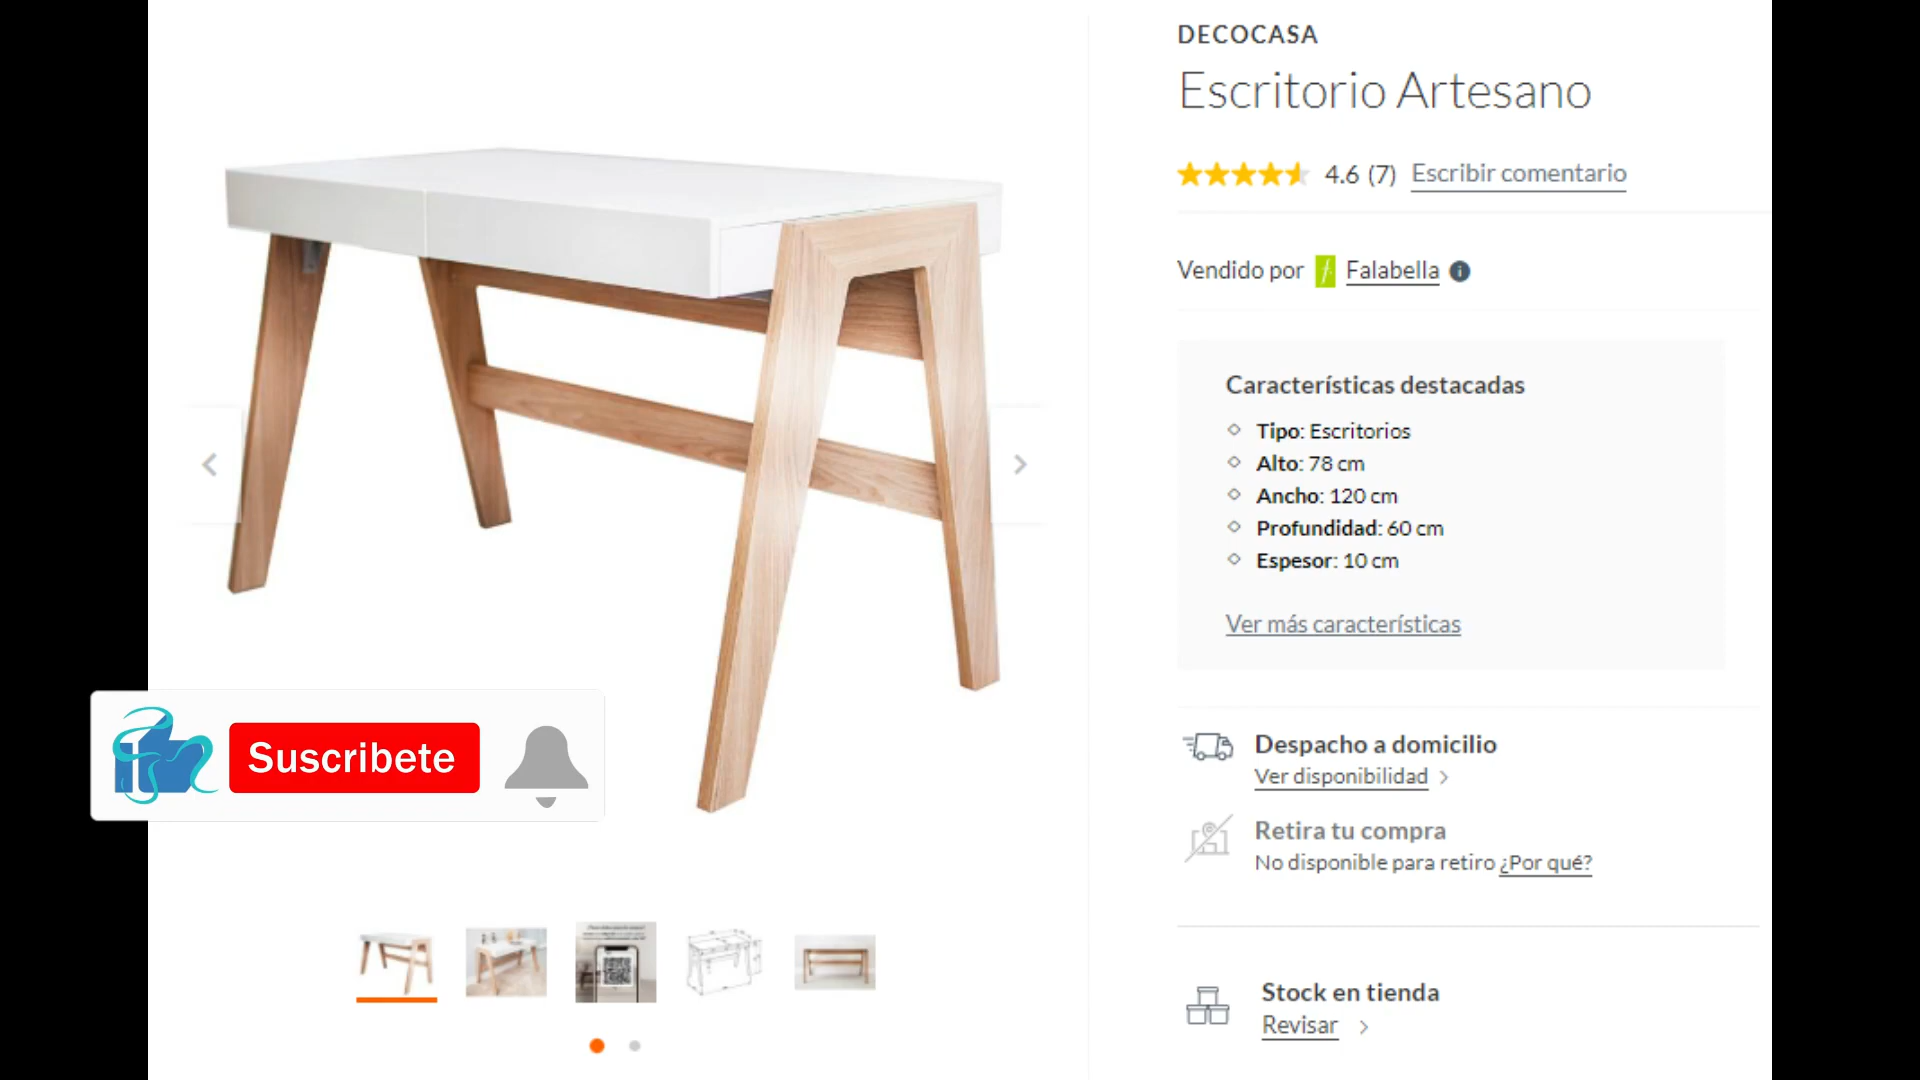 DECOCASA
Escritorio Artesano
4.6 (7) Escribir comentario
Vendido por Falabella
Características destacadas
Tipo: Escritorios
Alto: 78 cm
Ancho: 120 cm
Profundidad: 60 cm
Espesor: 10 cm
Ver más características
Suscribete
Despacho a domicilio
Ver disponibilidad
Retira tu compra
No disponible para retiro ¿Por qué?
Stock en tienda
Revisar